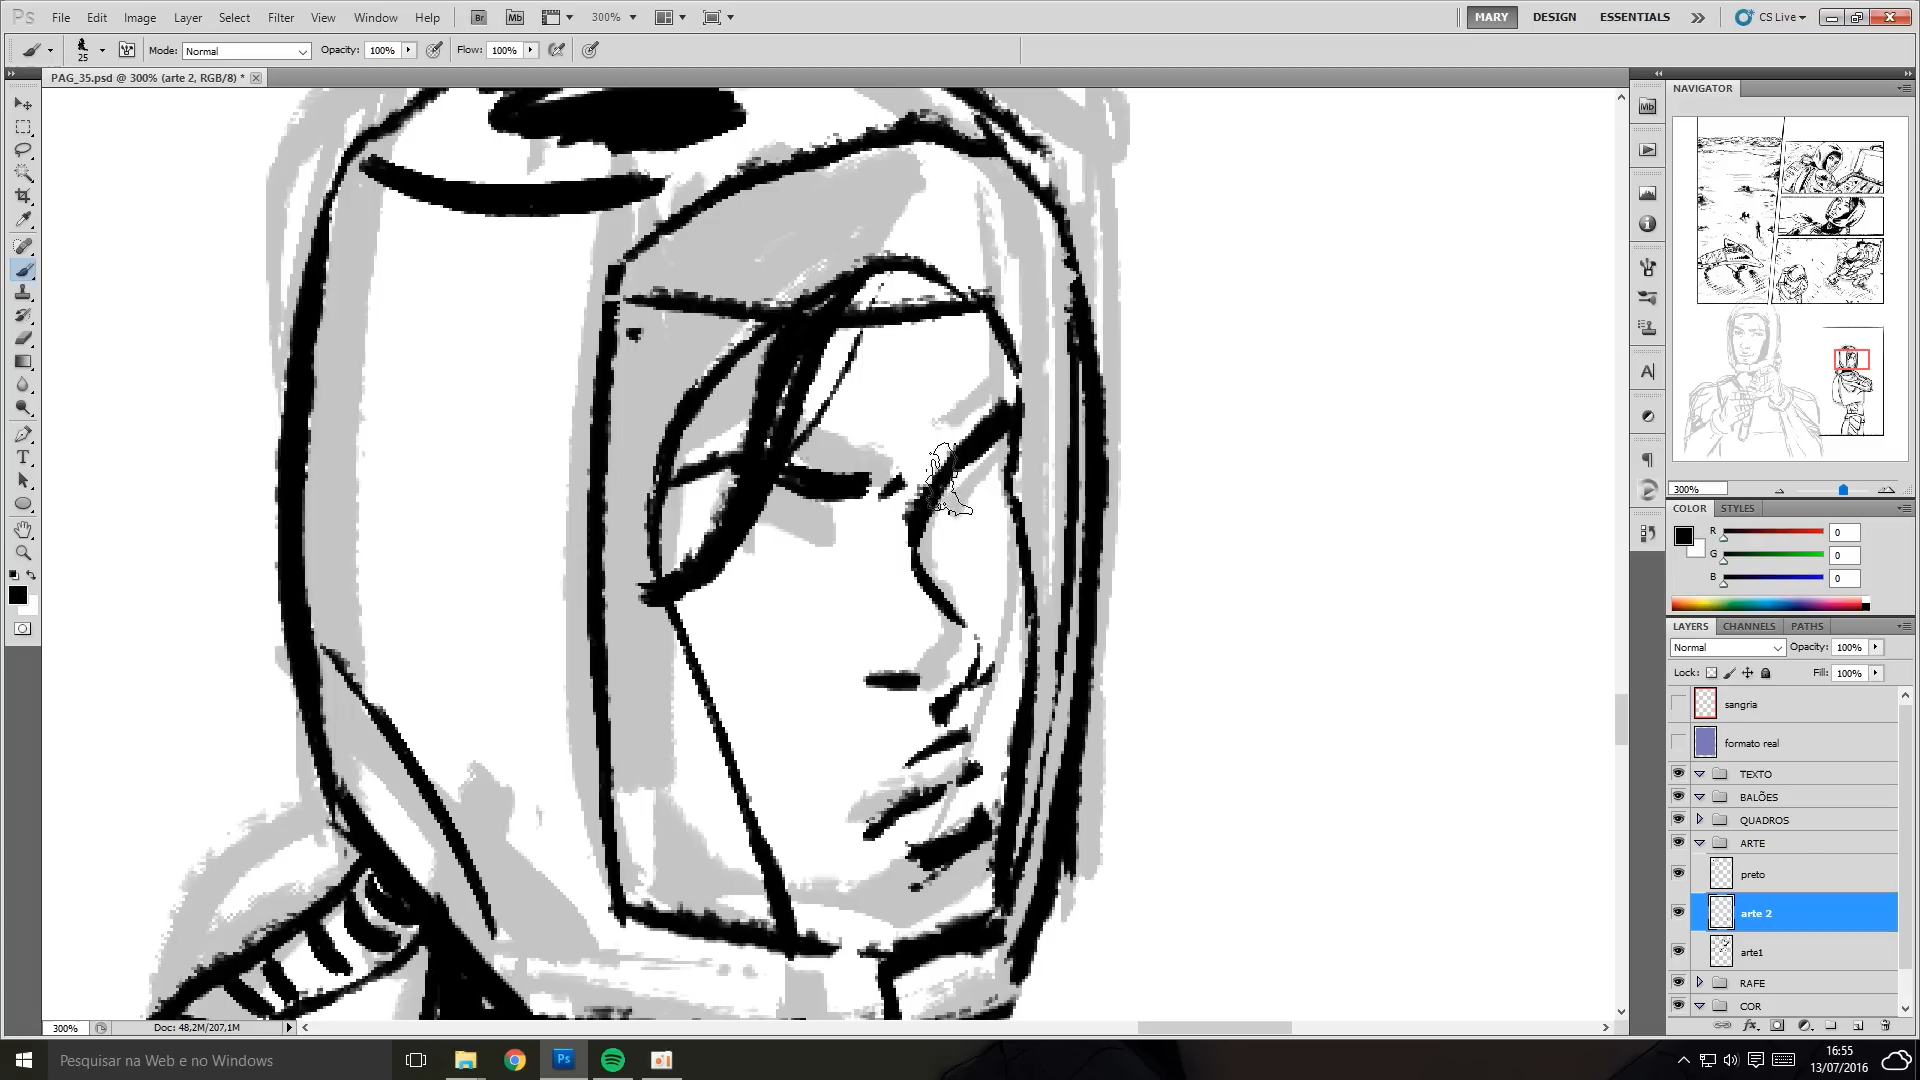 Ps File Edit Image Layer Select Filter View Window Help Br Mb 300% MARY DESIGN ESSENTIALS CS Live
25 Mode: Normal Opacity: 100% Flow: 100%
PAG_35.psd @ 300% (arte 2, RGB/8) *
NAVIGATOR
Mb
300%
COLOR STYLES
R 0
G 0
B 0
LAYERS CHANNELS PATHS
Normal Opacity: 100%
Lock: Fill: 100%
sangria
formato real
TEXTO
BALÕES
QUADROS
ARTE
preto
arte 2
arte1
RAFE
COR
300% Doc: 48,2M/207,1M
Pesquisar na Web e no Windows
Ps
16:55
13/07/2016